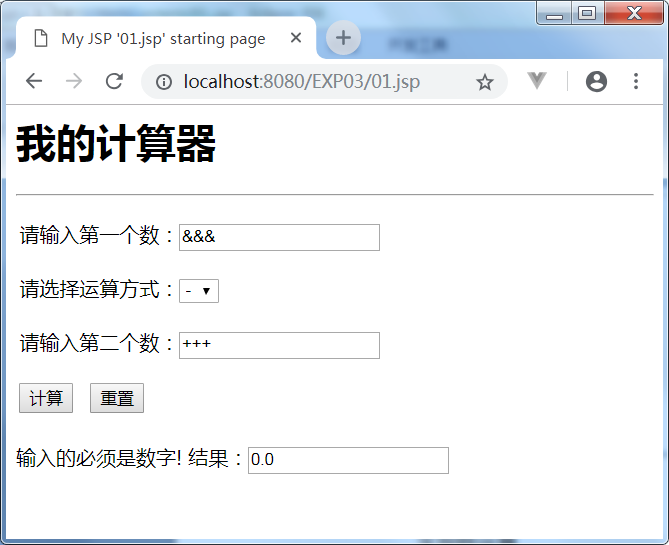 My JSP '01.jsp' starting page
localhost:8080/EXP03/01.jsp
我的计算器
请输入第一个数：&&&
请选择运算方式：-
请输入第二个数：+++
计算 重置
输入的必须是数字! 结果：0.0